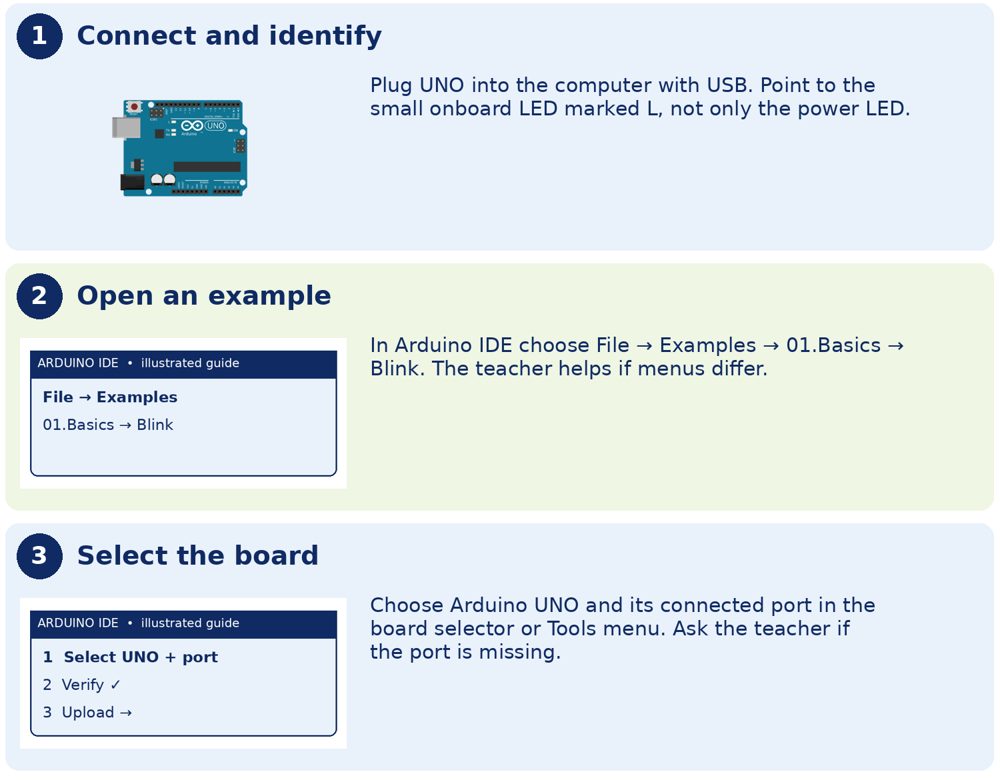 1 Connect and identify
Plug UNO into the computer with USB. Point to the
small onboard LED marked L, not only the power LED.
UNO
Arduino
2 Open an example
ARDUINO IDE • illustrated guide
File → Examples
01.Basics → Blink
In Arduino IDE choose File → Examples → 01.Basics →
Blink. The teacher helps if menus differ.
3 Select the board
ARDUINO IDE • illustrated guide
1 Select UNO + port
2 Verify ✓
3 Upload →
Choose Arduino UNO and its connected port in the
board selector or Tools menu. Ask the teacher if
the port is missing.